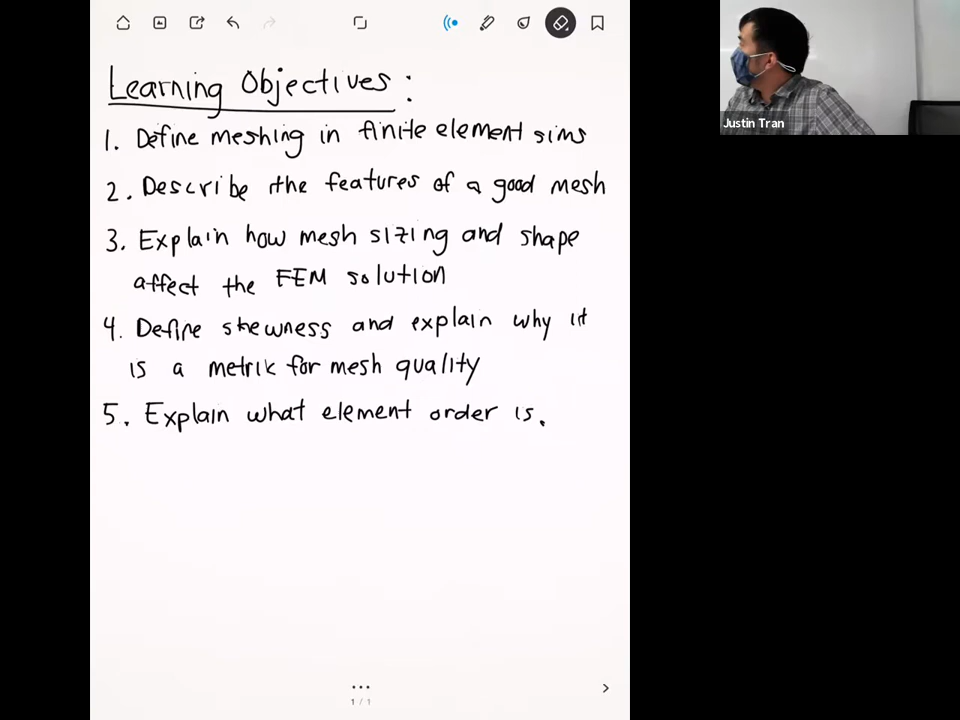 Learning Objectives:
1. Define meshing in finite element sims
2. Describe the features of a good mesh
3. Explain how mesh sizing and shape
affect the FEM solution
4. Define skewness and explain why it
is a metric for mesh quality
5. Explain what element order is.
1 / 1
Justin Tran